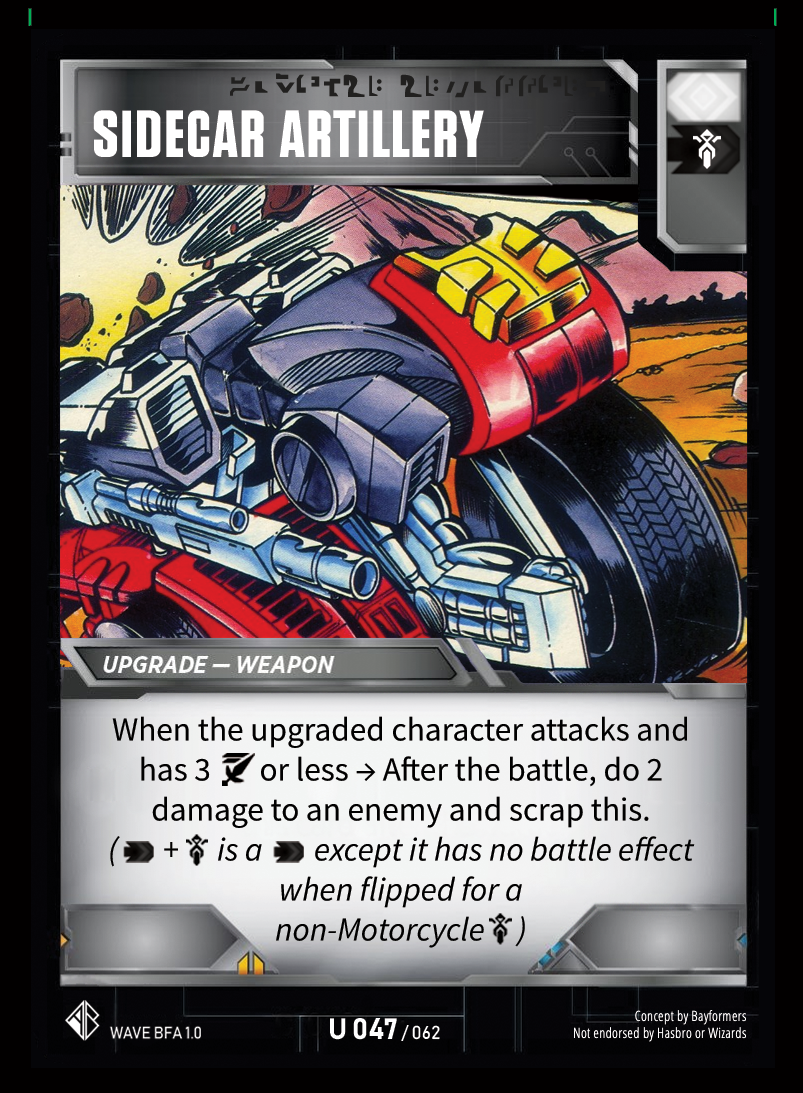 SIDECAR ARTILLERY
UPGRADE — WEAPON
When the upgraded character attacks and
has 3 or less → After the battle, do 2
damage to an enemy and scrap this.
( + is a except it has no battle effect
when flipped for a
non-Motorcycle )
WAVE BFA 1.0
U 047 / 062
Concept by Bayformers
Not endorsed by Hasbro or Wizards